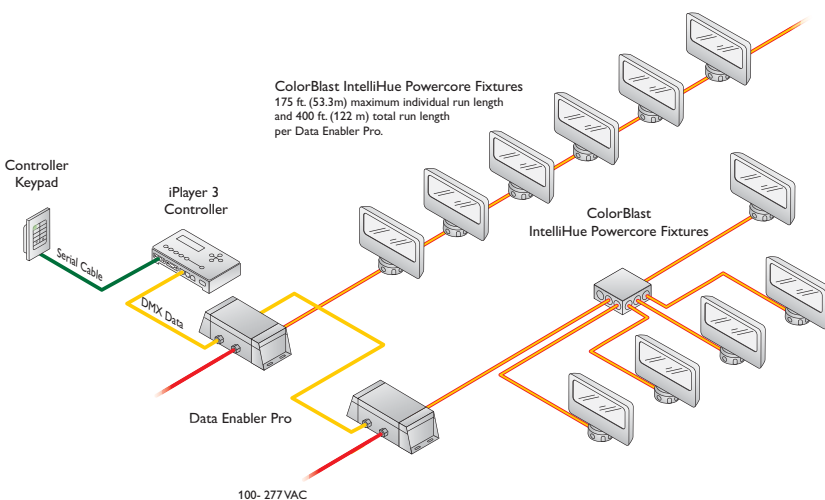 ColorBlast IntelliHue Powercore Fixtures
175 ft. (53.3m) maximum individual run length
and 400 ft. (122 m) total run length
per Data Enabler Pro.
Controller
Keypad
iPlayer 3
Controller
ColorBlast
IntelliHue Powercore Fixtures
Serial Cable
DMX Data
Data Enabler Pro
100- 277 VAC